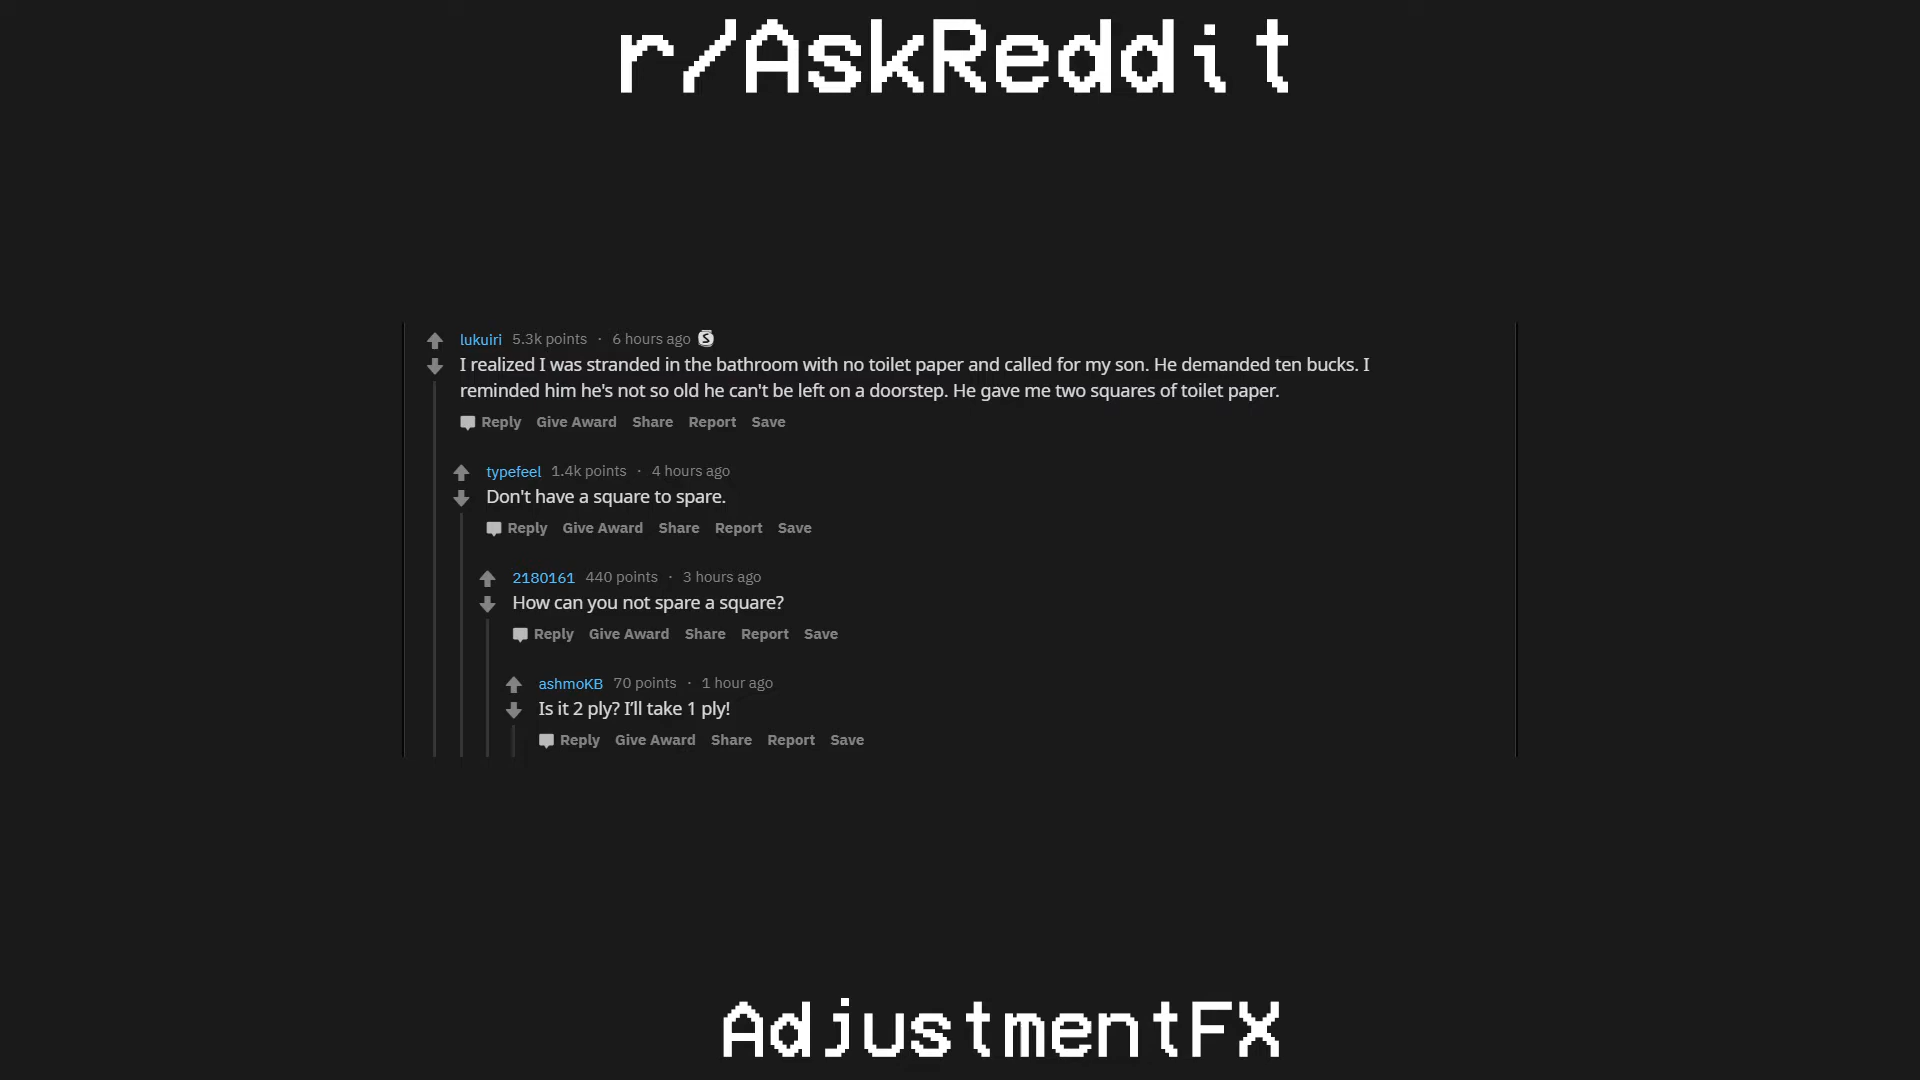 r/AskReddit
lukuiri 5.3k points · 6 hours ago S
I realized I was stranded in the bathroom with no toilet paper and called for my son. He demanded ten bucks. I
reminded him he's not so old he can't be left on a doorstep. He gave me two squares of toilet paper.
Reply Give Award Share Report Save
typefeel 1.4k points · 4 hours ago
Don't have a square to spare.
Reply Give Award Share Report Save
2180161 440 points · 3 hours ago
How can you not spare a square?
Reply Give Award Share Report Save
ashmoKB 70 points · 1 hour ago
Is it 2 ply? I’ll take 1 ply!
Reply Give Award Share Report Save
AdjustmentFX